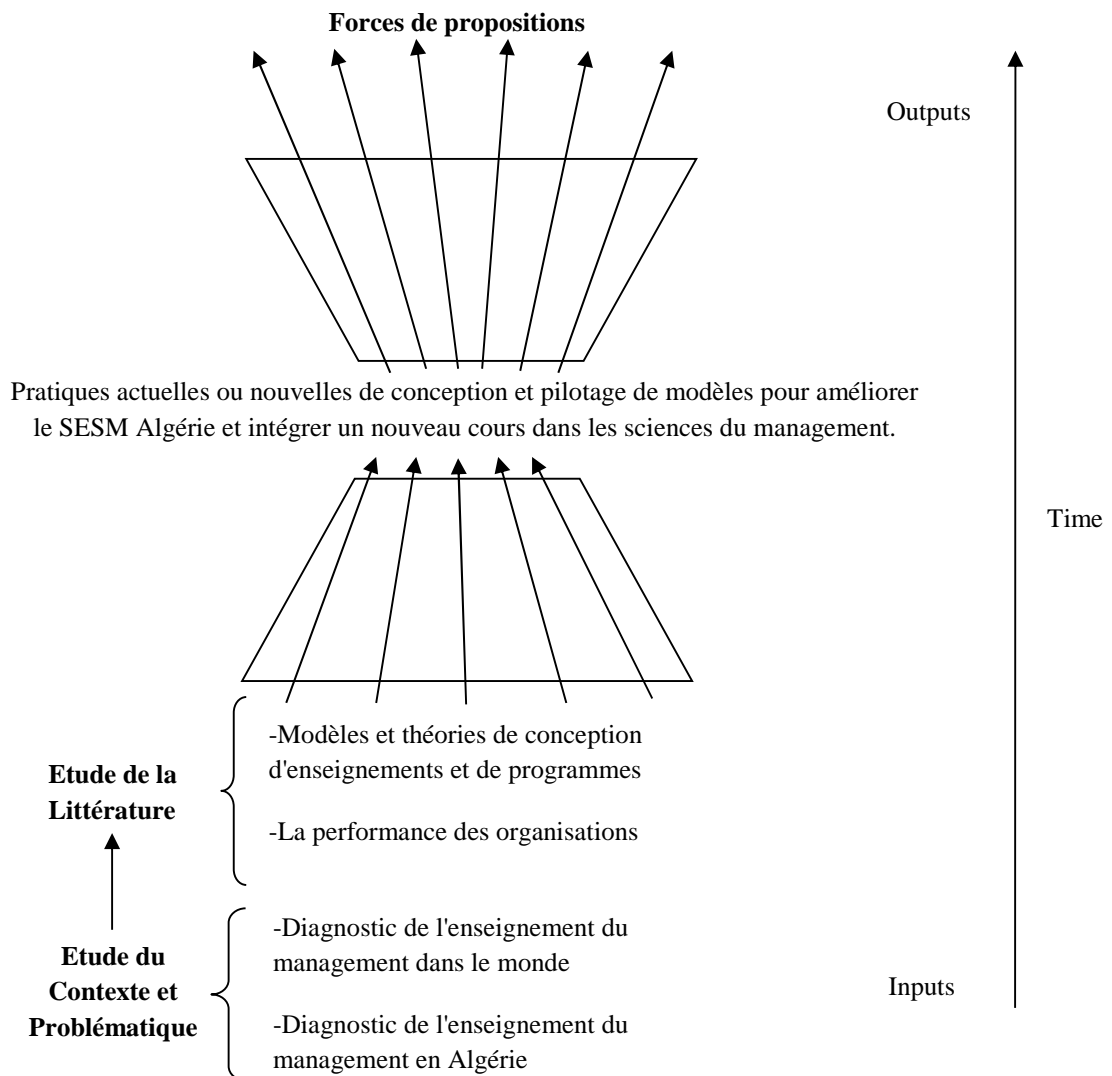 Forces de propositions
Outputs
Pratiques actuelles ou nouvelles de conception et pilotage de modèles pour améliorer
le SESM Algérie et intégrer un nouveau cours dans les sciences du management.
Time
-Modèles et théories de conception
d'enseignements et de programmes
Etude de la
Littérature
-La performance des organisations
-Diagnostic de l'enseignement du
management dans le monde
Etude du
Contexte et
Problématique
Inputs
-Diagnostic de l'enseignement du
management en Algérie